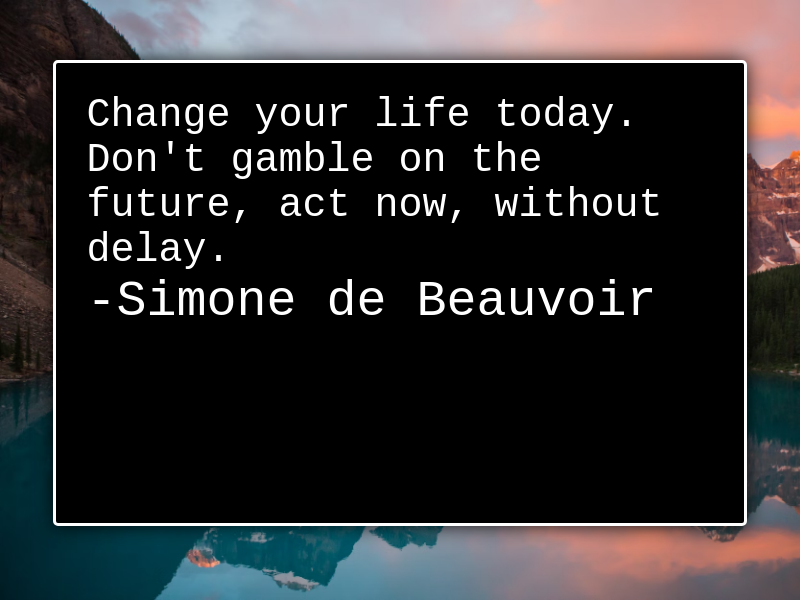 Change your life today.
Don't gamble on the
future, act now, without
delay.
-Simone de Beauvoir